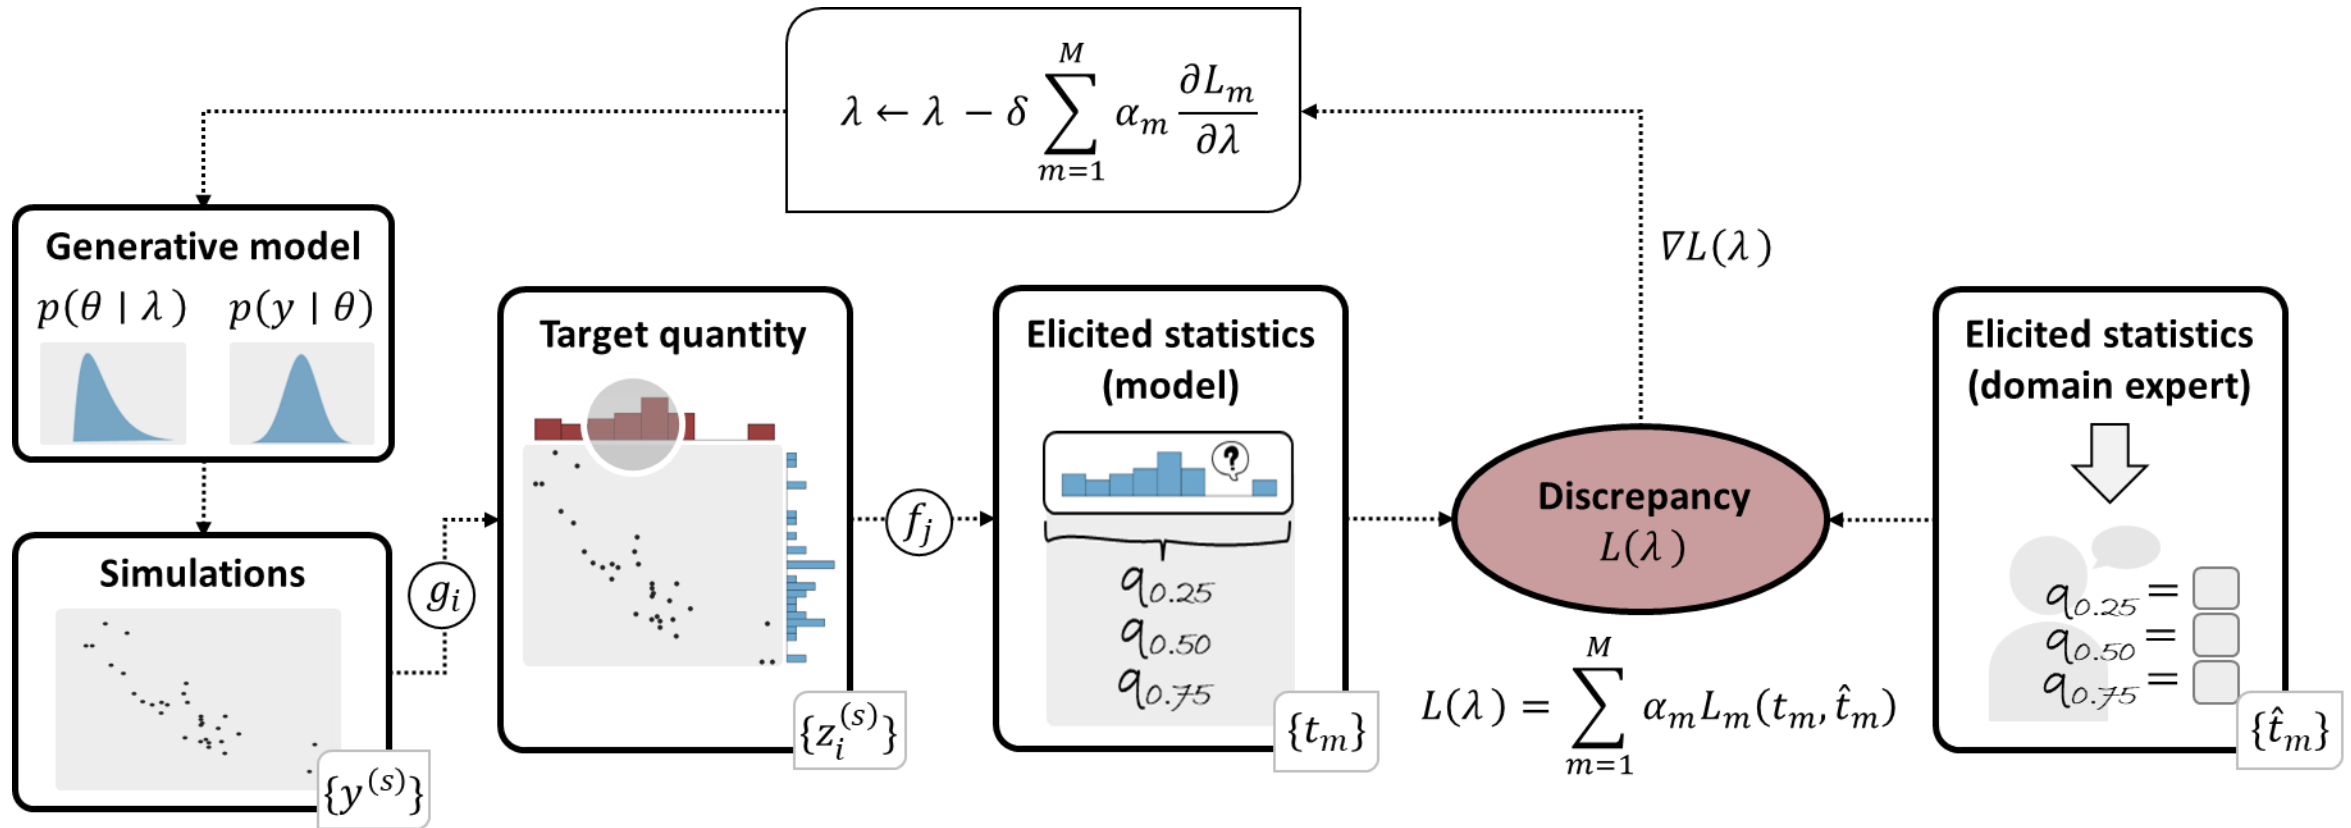 λ ← λ − δ ∑_{m=1}^{M} α_m ∂L_m/∂λ
∇L(λ)
Generative model
p(θ | λ) p(y | θ)
Simulations
{y^(s)}
g_i
Target quantity
{z_i^(s)}
f_j
Elicited statistics
(model)
?
q_0.25
q_0.50
q_0.75
{t_m}
Discrepancy
L(λ)
L(λ) = ∑_{m=1}^{M} α_m L_m(t_m, t̂_m)
Elicited statistics
(domain expert)
q_0.25 =
q_0.50 =
q_0.75 =
{t̂_m}